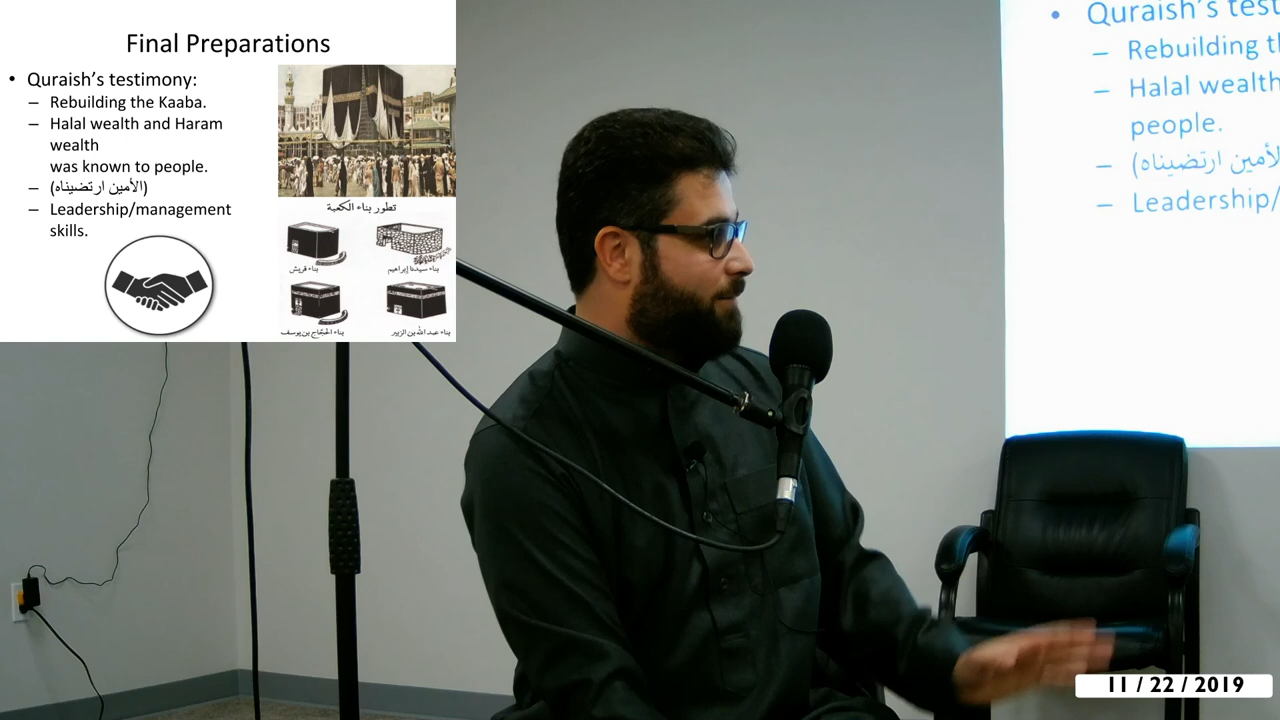 Final Preparations
• Quraish's testimony:
– Rebuilding the Kaaba.
– Halal wealth and Haram
wealth
was known to people.
– (الأمين ارتضيناه)
– Leadership/management
skills.
تطور بناء الكعبة
بناء قريش
بناء سيدنا إبراهيم
بناء الحجاج بن يوسف
بناء عبد الله بن الزبير
• Quraish's test
– Rebuilding t
– Halal wealth
people.
– (الأمين ارتضيناه
– Leadership/
11 / 22 / 2019